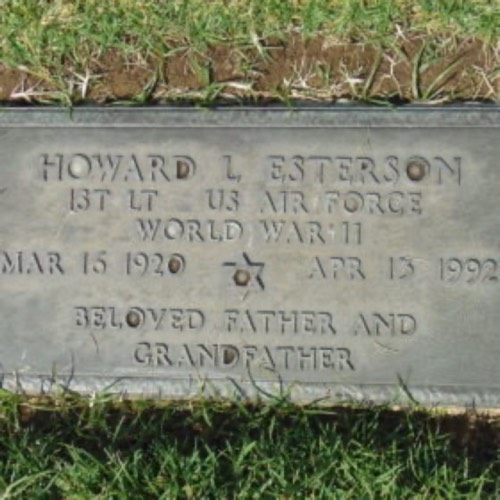 HOWARD L ESTERSON
1ST LT US AIR FORCE
WORLD WAR II
MAR 16 1920 APR 13 1992
BELOVED FATHER AND
GRANDFATHER